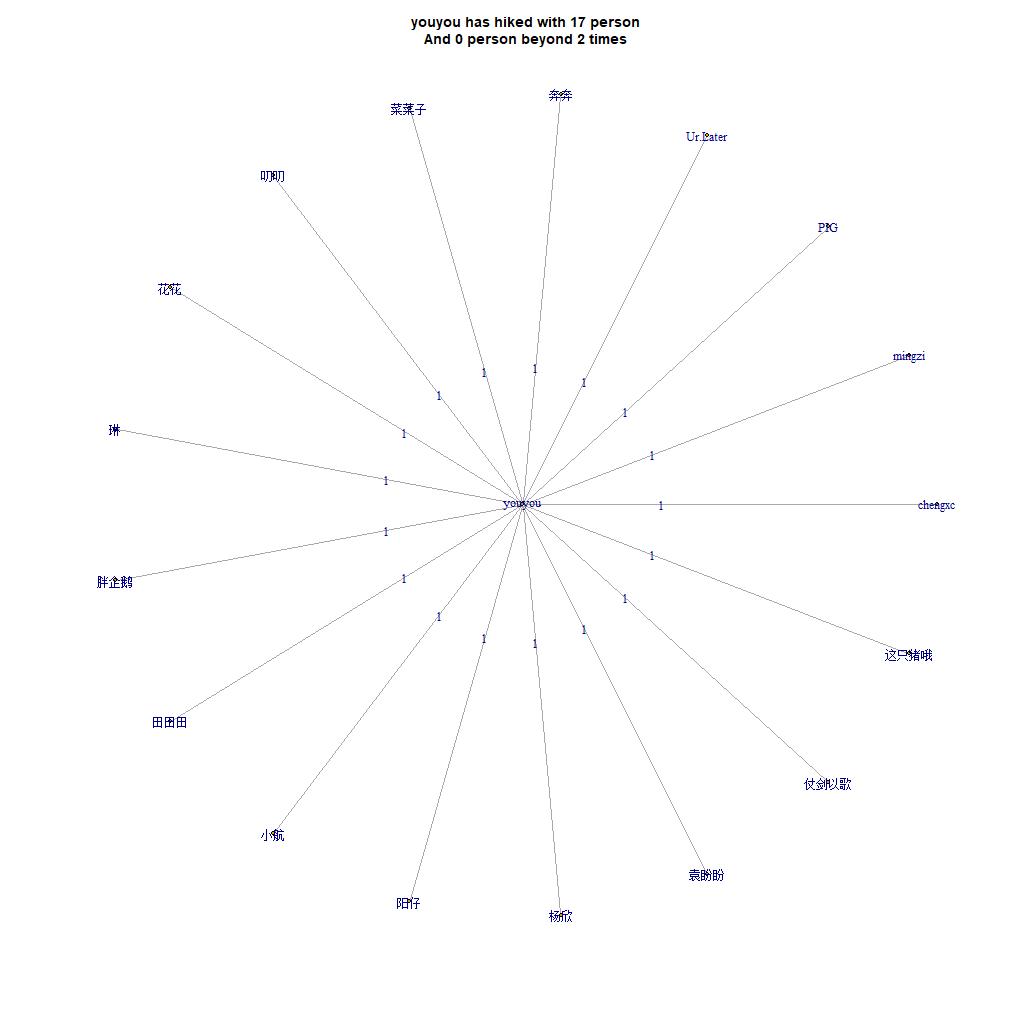 youyou has hiked with 17 person
And 0 person beyond 2 times
奔奔
菜菜子
Ur.Later
叨叨
PIG
花花
mingzi
1
1
1
1
1
1
琳
1
1
1
youyou
1
chengxc
1
1
胖企鹅
1
1
1
1
1
1
这只猪哦
田田田
仗剑以歌
小航
袁盼盼
阳仔
杨欣